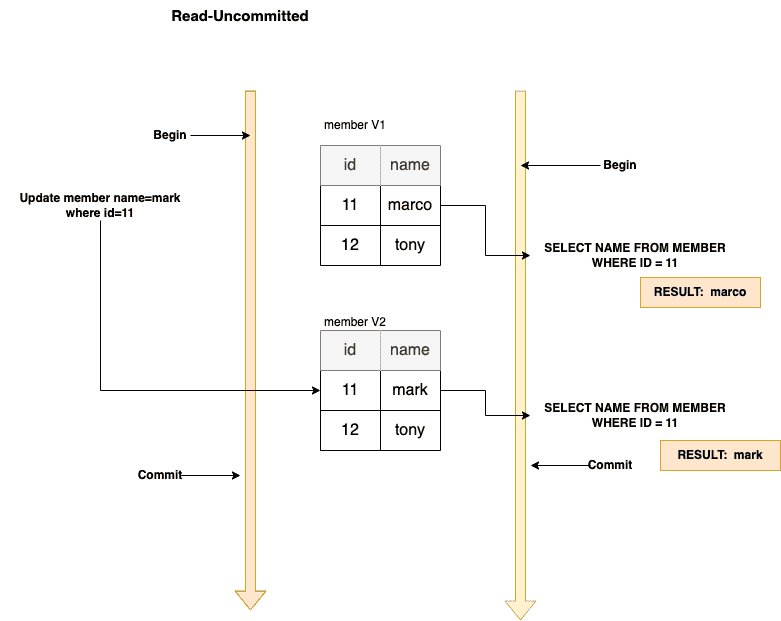 Read-Uncommitted
member V1
Begin
id name
Begin
Update member name=mark
where id=11
11 marco
12 tony
SELECT NAME FROM MEMBER
WHERE ID = 11
RESULT: marco
member V2
id name
11 mark
12 tony
SELECT NAME FROM MEMBER
WHERE ID = 11
RESULT: mark
Commit
Commit